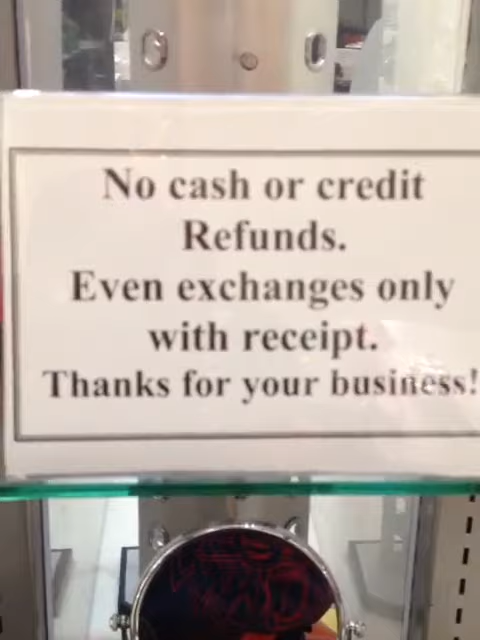 No cash or credit
Refunds.
Even exchanges only
with receipt.
Thanks for your business!